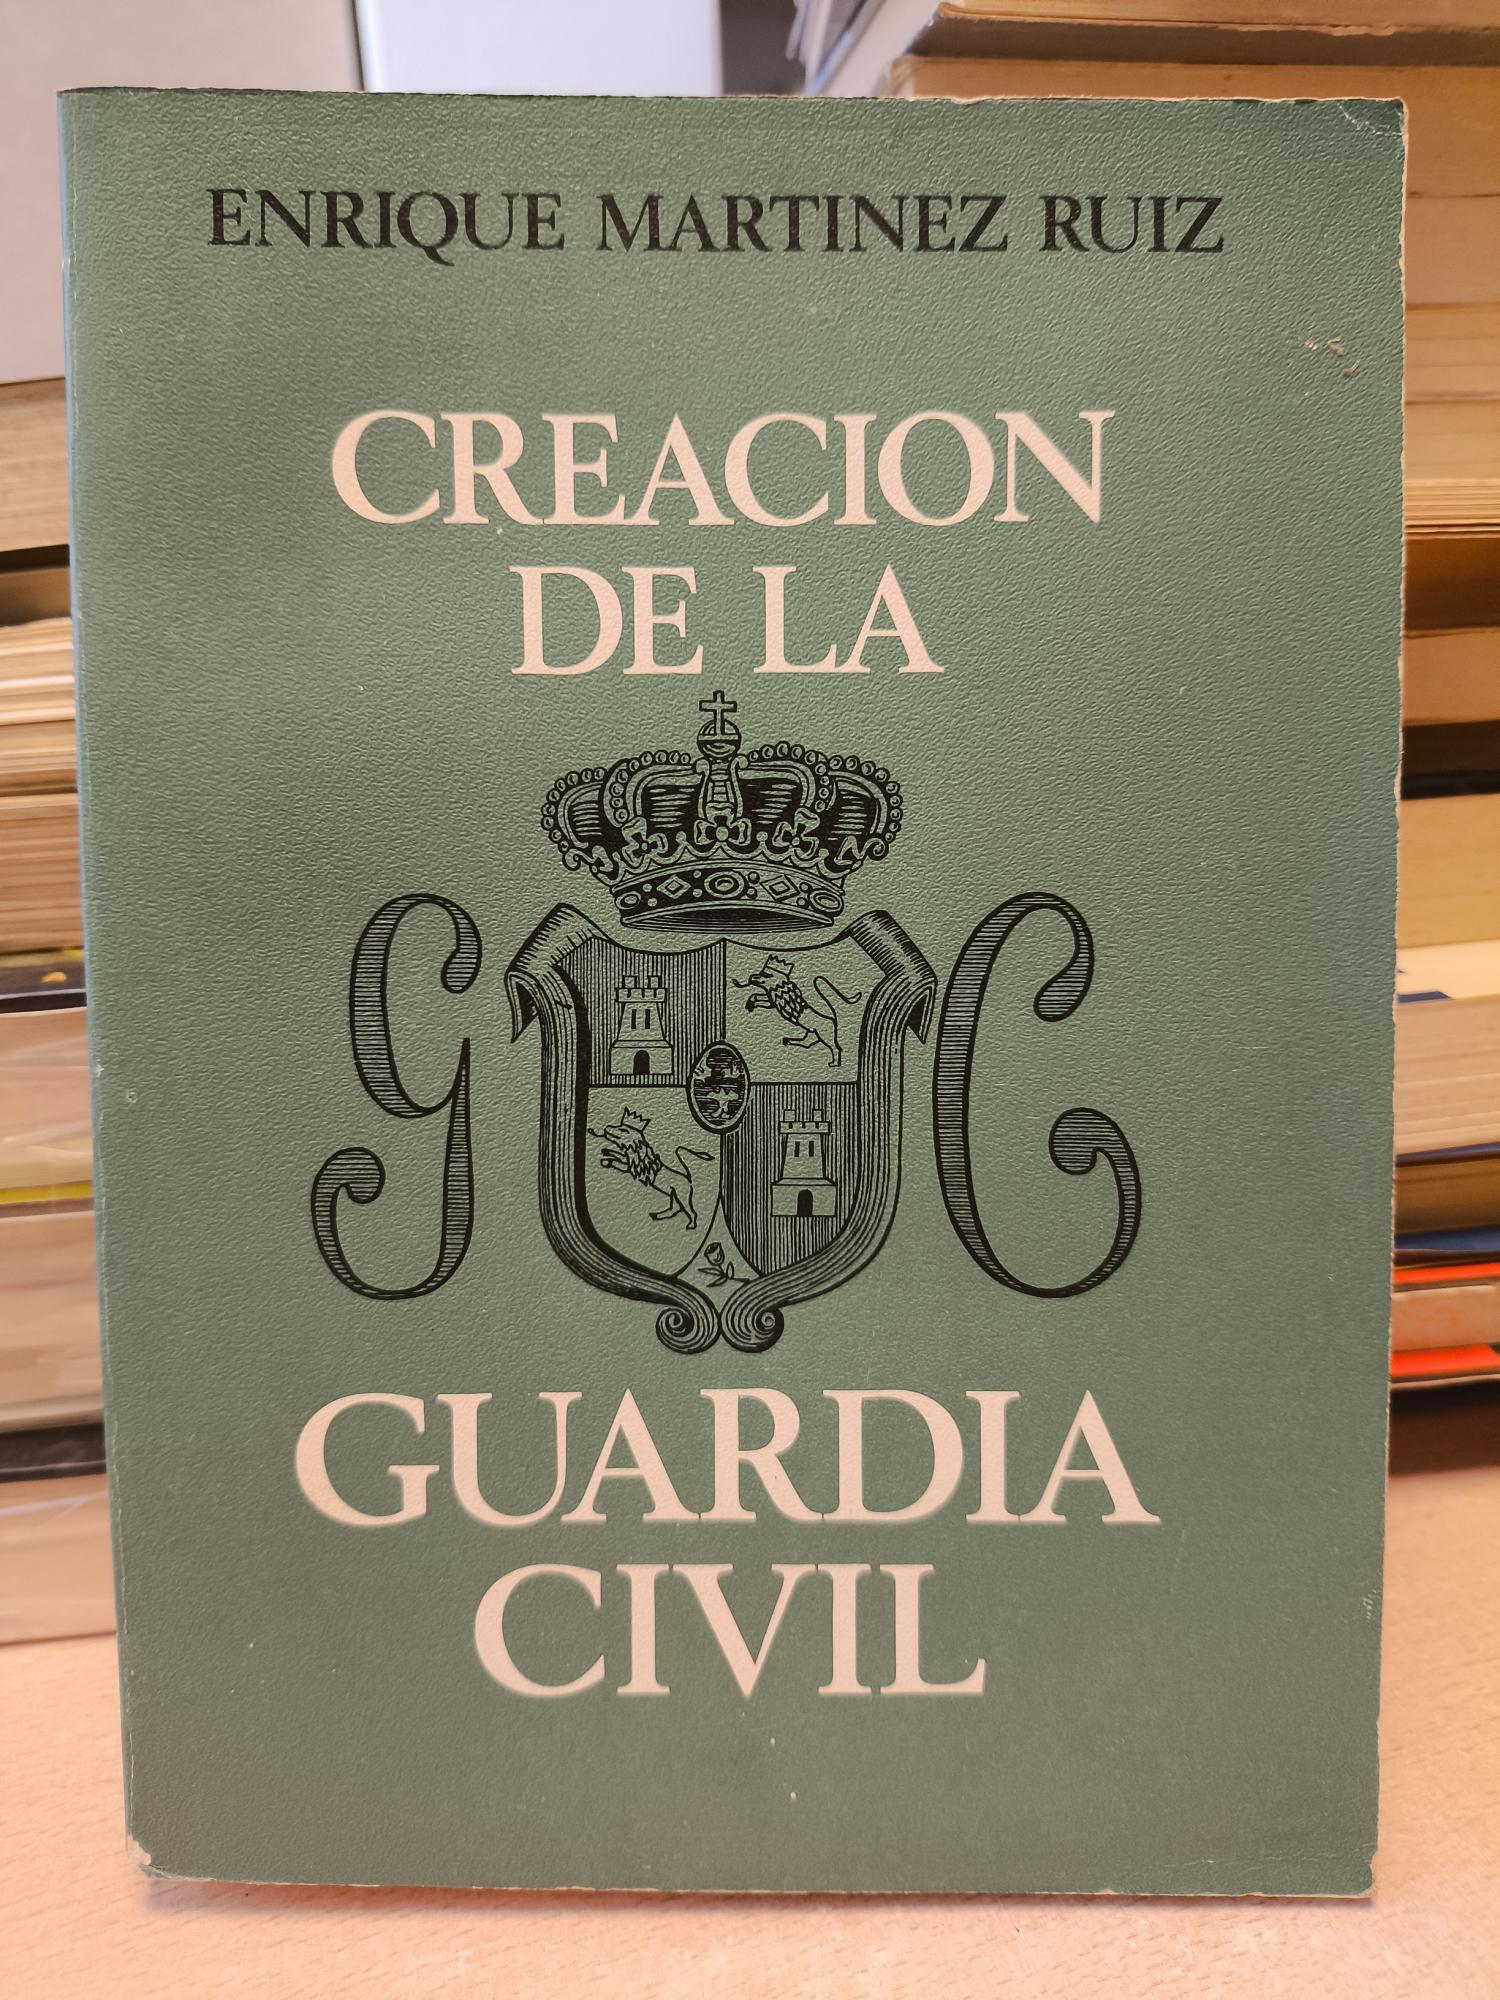 ENRIQUE MARTINEZ RUIZ
CREACION
DE LA
G C
GUARDIA
CIVIL